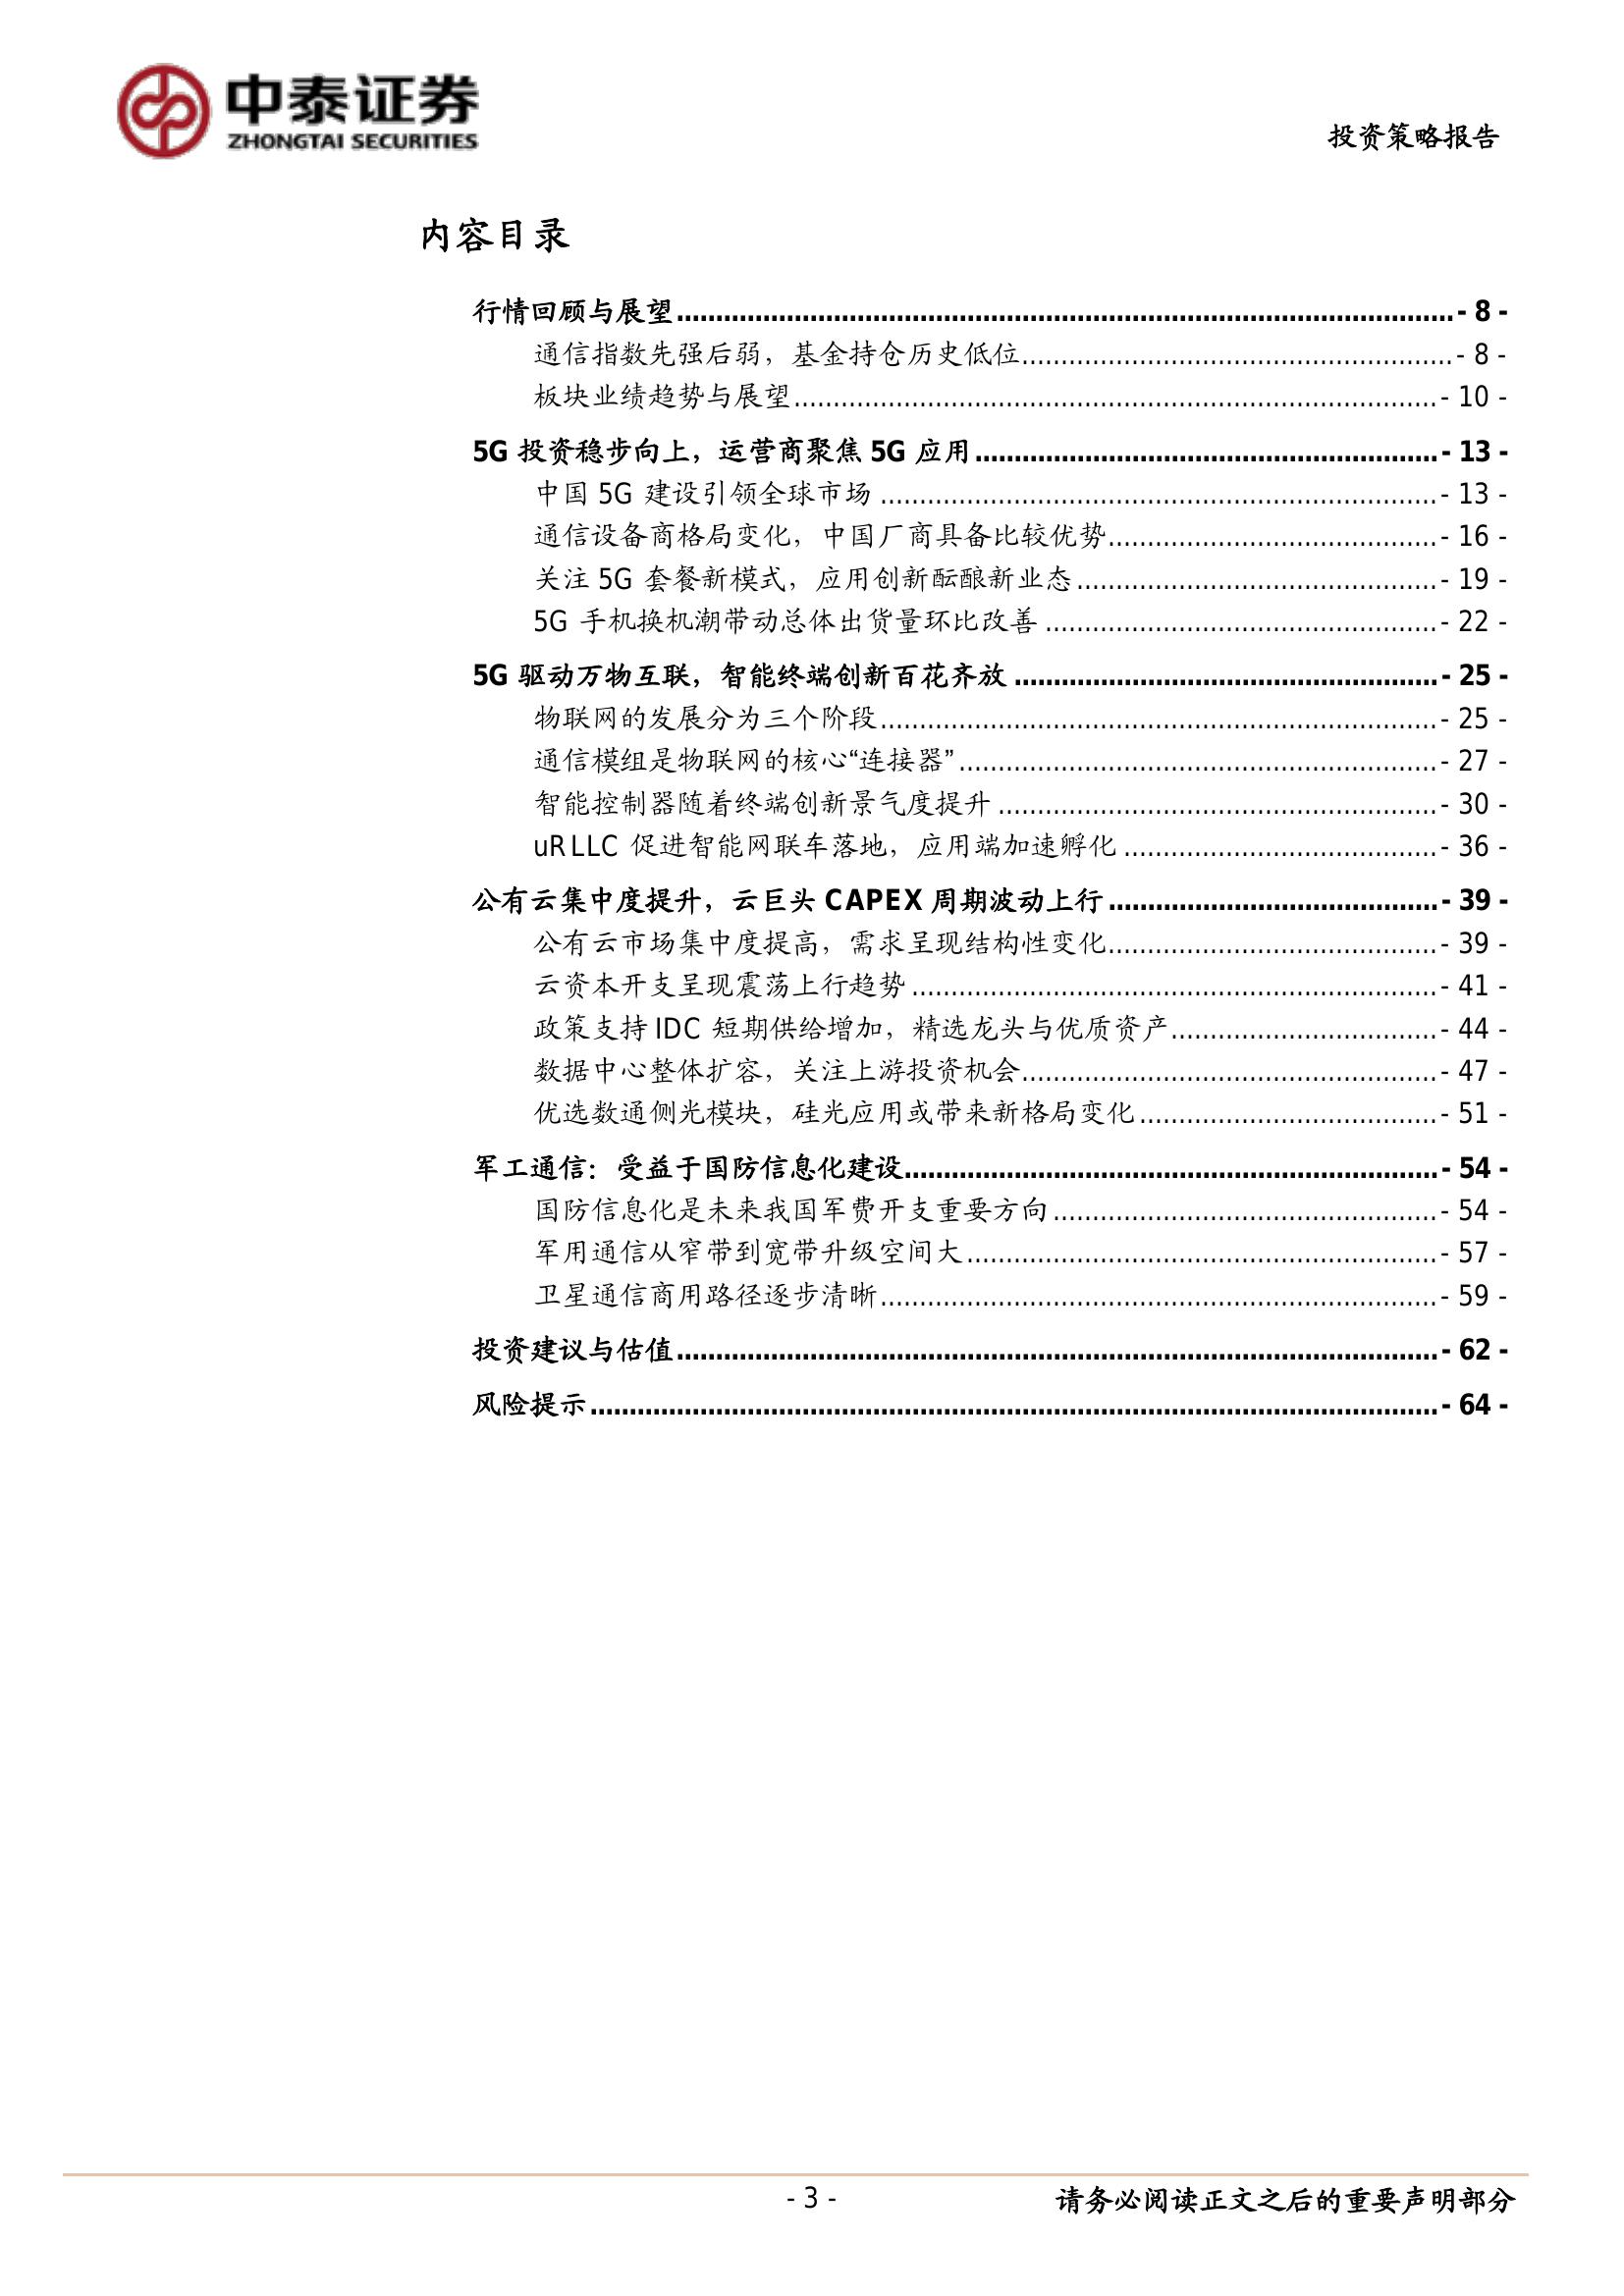 中泰证券
ZHONGTAI SECURITIES
投资策略报告
内容目录
行情回顾与展望 - 8 -
通信指数先强后弱，基金持仓历史低位 - 8 -
板块业绩趋势与展望 - 10 -
5G 投资稳步向上，运营商聚焦 5G 应用 - 13 -
中国 5G 建设引领全球市场 - 13 -
通信设备商格局变化，中国厂商具备比较优势 - 16 -
关注 5G 套餐新模式，应用创新酝酿新业态 - 19 -
5G 手机换机潮带动总体出货量环比改善 - 22 -
5G 驱动万物互联，智能终端创新百花齐放 - 25 -
物联网的发展分为三个阶段 - 25 -
通信模组是物联网的核心“连接器” - 27 -
智能控制器随着终端创新景气度提升 - 30 -
uRLLC 促进智能网联车落地，应用端加速孵化 - 36 -
公有云集中度提升，云巨头 CAPEX 周期波动上行 - 39 -
公有云市场集中度提高，需求呈现结构性变化 - 39 -
云资本开支呈现震荡上行趋势 - 41 -
政策支持 IDC 短期供给增加，精选龙头与优质资产 - 44 -
数据中心整体扩容，关注上游投资机会 - 47 -
优选数通侧光模块，硅光应用或带来新格局变化 - 51 -
军工通信：受益于国防信息化建设 - 54 -
国防信息化是未来我国军费开支重要方向 - 54 -
军用通信从窄带到宽带升级空间大 - 57 -
卫星通信商用路径逐步清晰 - 59 -
投资建议与估值 - 62 -
风险提示 - 64 -
- 3 -
请务必阅读正文之后的重要声明部分